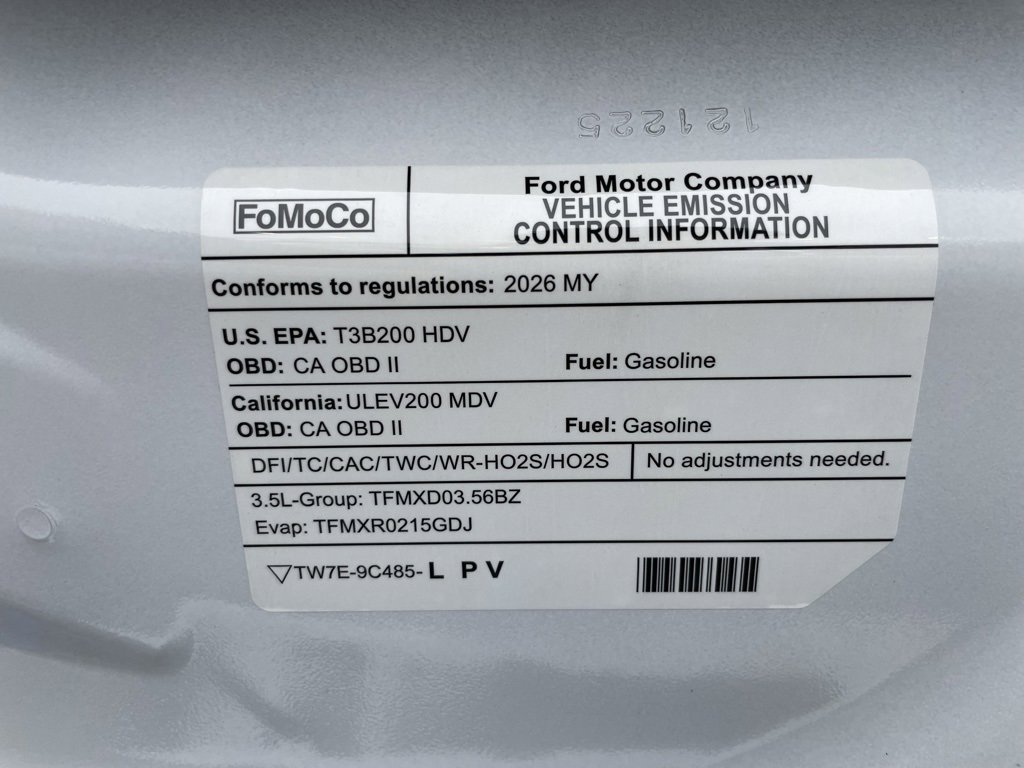 121225
FoMoCo
Ford Motor Company
VEHICLE EMISSION
CONTROL INFORMATION
Conforms to regulations: 2026 MY
U.S. EPA: T3B200 HDV
OBD: CA OBD II Fuel: Gasoline
California: ULEV200 MDV
OBD: CA OBD II Fuel: Gasoline
DFI/TC/CAC/TWC/WR-HO2S/HO2S No adjustments needed.
3.5L-Group: TFMXD03.56BZ
Evap: TFMXR0215GDJ
TW7E-9C485-L P V